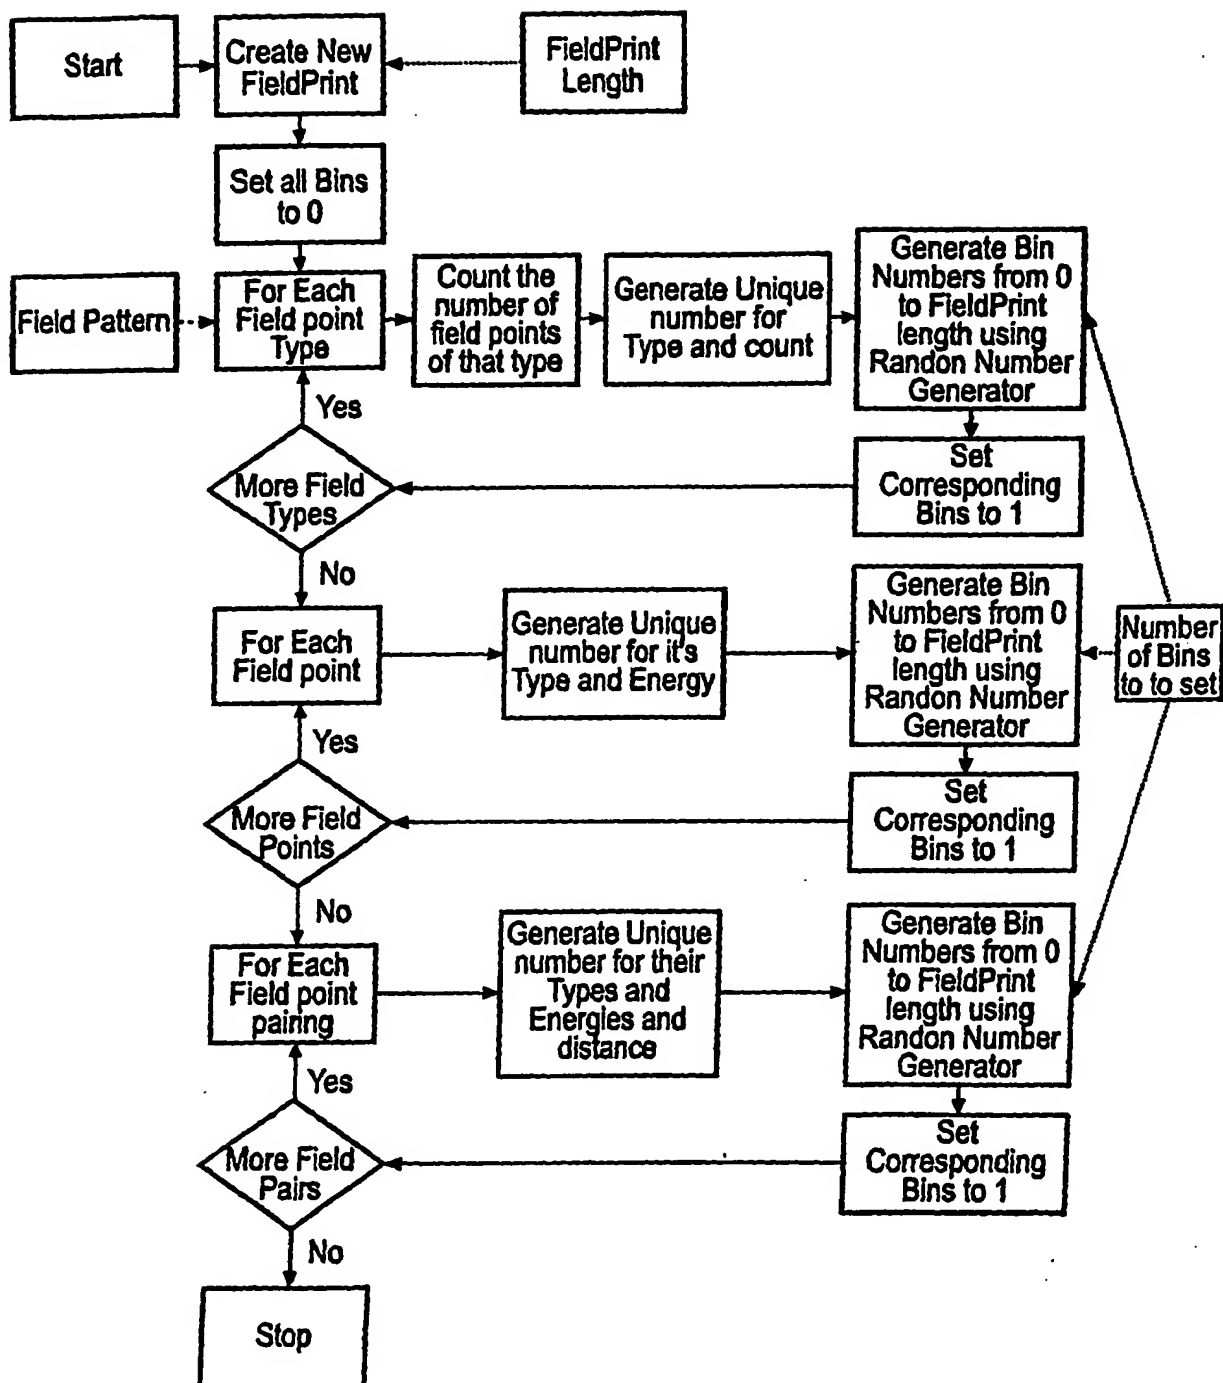 Start
Create New
FieldPrint
FieldPrint
Length
Set all Bins
to 0
Field Pattern
For Each
Field point
Type
Count the
number of
field points
of that type
Generate Unique
number for
Type and count
Generate Bin
Numbers from 0
to FieldPrint
length using
Randon Number
Generator
Yes
More Field
Types
Set
Corresponding
Bins to 1
No
For Each
Field point
Generate Unique
number for it's
Type and Energy
Generate Bin
Numbers from 0
to FieldPrint
length using
Randon Number
Generator
Number
of Bins
to to set
Yes
More Field
Points
Set
Corresponding
Bins to 1
No
For Each
Field point
pairing
Generate Unique
number for their
Types and
Energies and
distance
Generate Bin
Numbers from 0
to FieldPrint
length using
Randon Number
Generator
Yes
More Field
Pairs
Set
Corresponding
Bins to 1
No
Stop